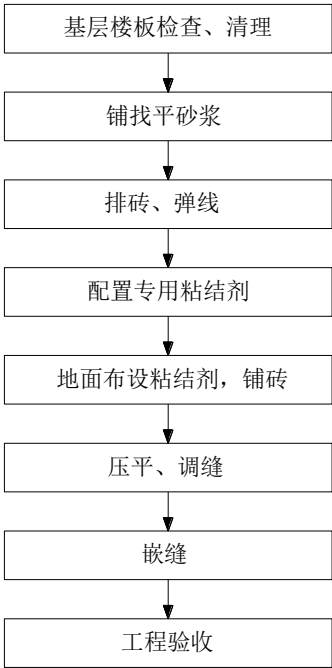 基层楼板检查、清理
铺找平砂浆
排砖、弹线
配置专用粘结剂
地面布设粘结剂，铺砖
压平、调缝
嵌缝
工程验收